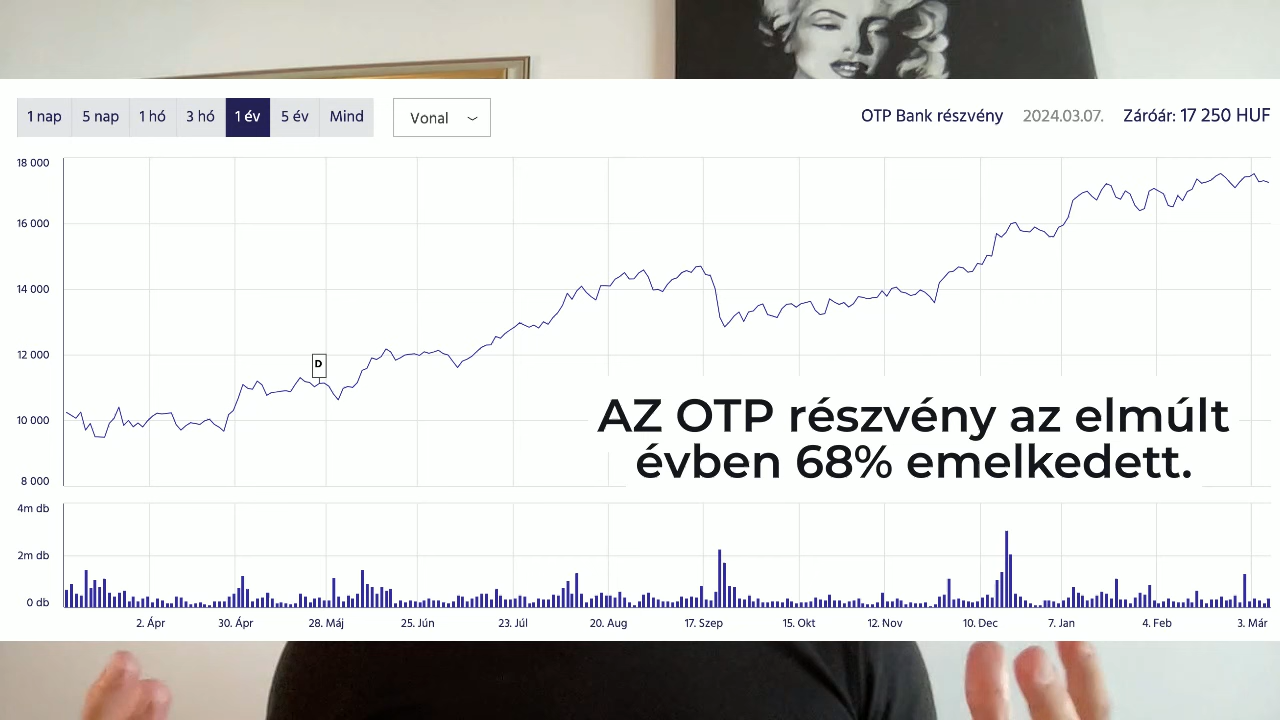 1 nap 5 nap 1 hó 3 hó 1 év 5 év Mind Vonal OTP Bank részvény 2024.03.07. Záróár: 17 250 HUF
18 000
16 000
14 000
12 000
D
10 000
AZ OTP részvény az elmúlt
évben 68% emelkedett.
8 000
4m db
2m db
0 db
2. Ápr 30. Ápr 28. Máj 25. Jún 23. Júl 20. Aug 17. Szep 15. Okt 12. Nov 10. Dec 7. Jan 4. Feb 3. Már